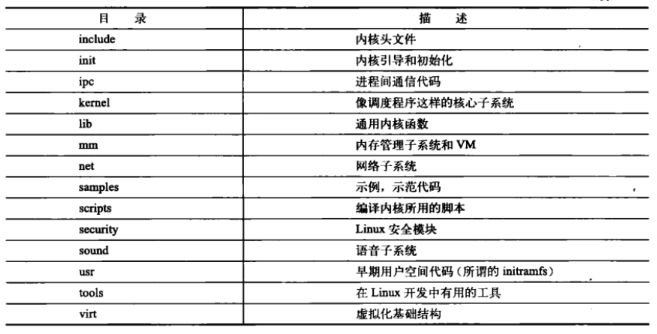 目 录 描 述
include 内核头文件
init 内核引导和初始化
ipc 进程间通信代码
kernel 像调度程序这样的核心子系统
lib 通用内核函数
mm 内存管理子系统和 VM
net 网络子系统
samples 示例，示范代码
scripts 编译内核所用的脚本
security Linux 安全模块
sound 语音子系统
usr 早期用户空间代码（所谓的 initramfs）
tools 在 Linux 开发中有用的工具
virt 虚拟化基础结构